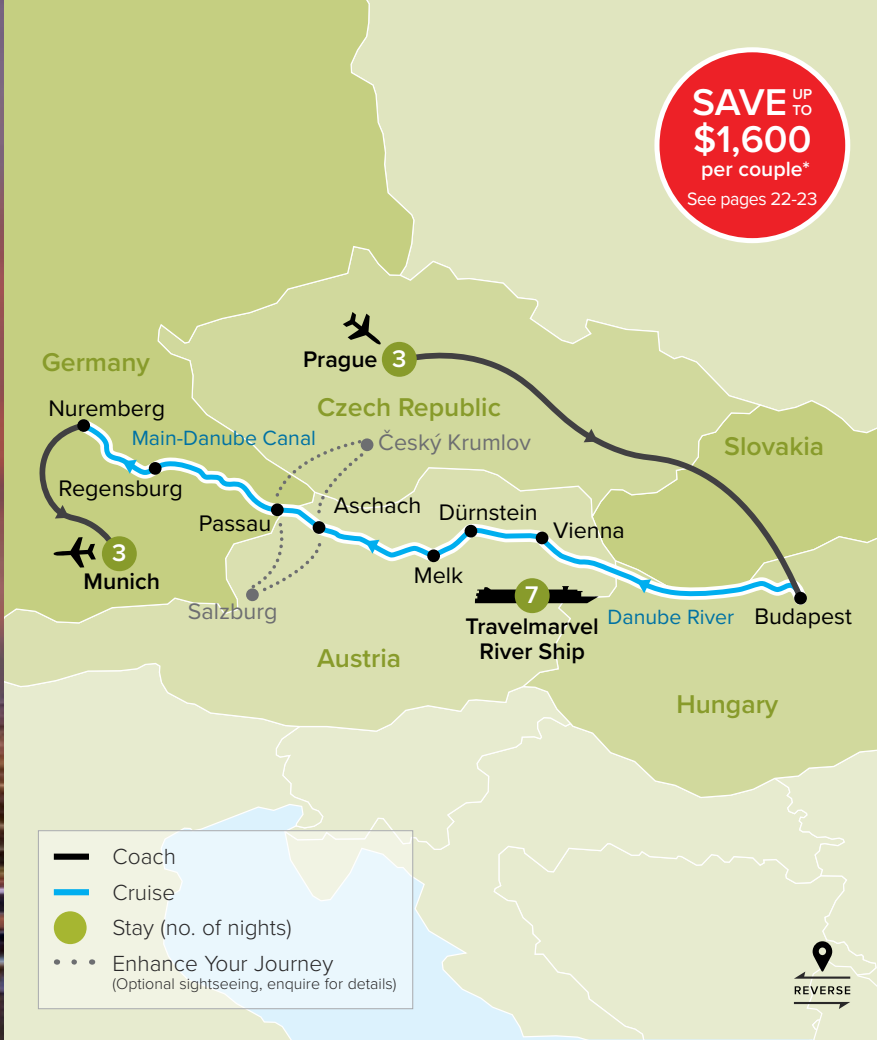 SAVE UP TO
$1,600
per couple*
See pages 22-23
Prague 3
Germany
Czech Republic
Nuremberg
Main-Danube Canal
Český Krumlov
Slovakia
Regensburg
Aschach
Dürnstein
Passau
Vienna
3
Munich
Melk
Salzburg
7
Travelmarvel
River Ship
Danube River
Budapest
Austria
Hungary
Coach
Cruise
Stay (no. of nights)
Enhance Your Journey
(Optional sightseeing, enquire for details)
REVERSE